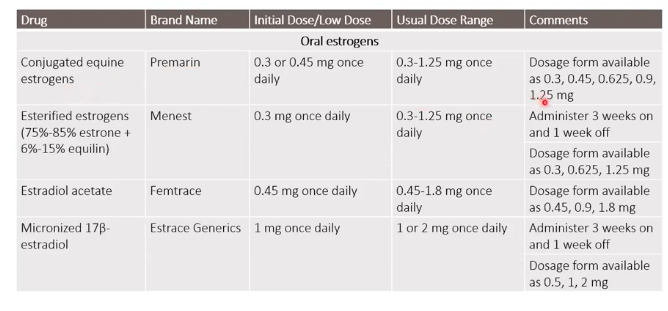 Drug Brand Name Initial Dose/Low Dose Usual Dose Range Comments
Oral estrogens
Conjugated equine Premarin 0.3 or 0.45 mg once 0.3-1.25 mg once Dosage form available
estrogens daily daily as 0.3, 0.45, 0.625, 0.9,
1.25 mg
Esterified estrogens Menest 0.3 mg once daily 0.3-1.25 mg once Administer 3 weeks on
(75%-85% estrone + daily and 1 week off
6%-15% equilin) Dosage form available
as 0.3, 0.625, 1.25 mg
Estradiol acetate Femtrace 0.45 mg once daily 0.45-1.8 mg once Dosage form available
daily as 0.45, 0.9, 1.8 mg
Micronized 17β- Estrace Generics 1 mg once daily 1 or 2 mg once daily Administer 3 weeks on
estradiol and 1 week off
Dosage form available
as 0.5, 1, 2 mg